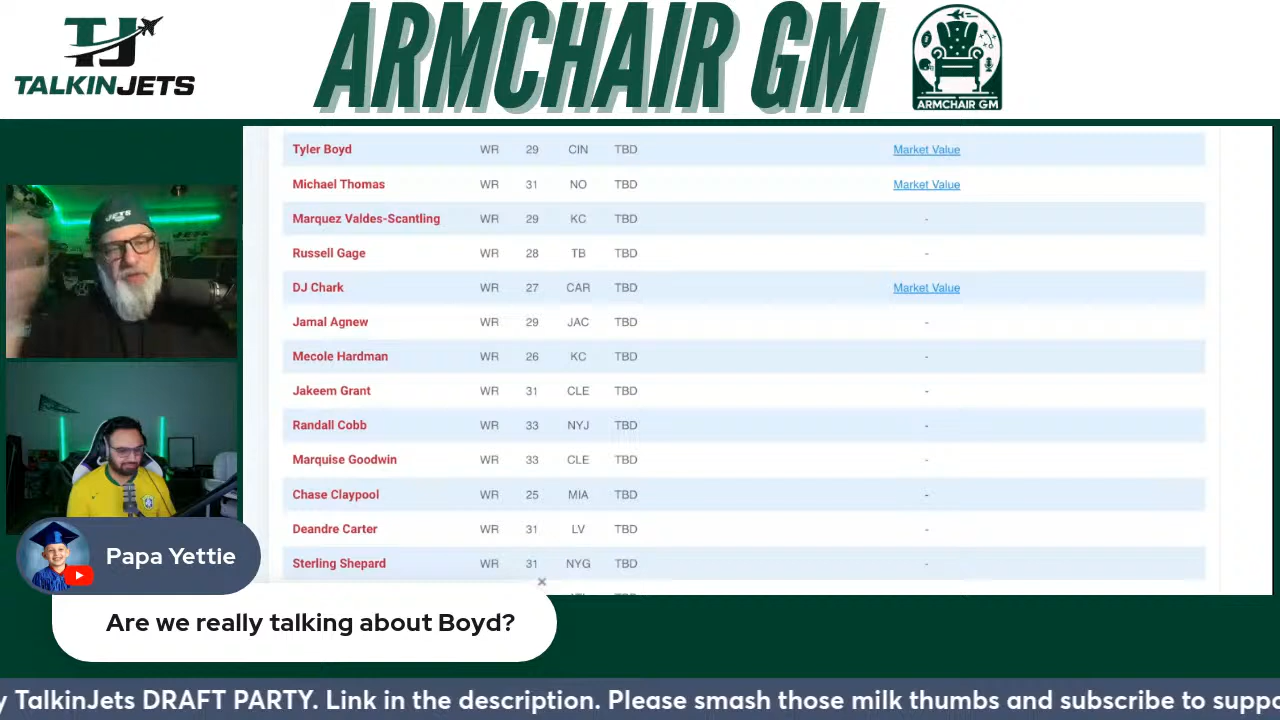 TJ
TALKINJETS
ARMCHAIR GM
ARMCHAIR GM
Tyler Boyd WR 29 CIN TBD Market Value
Michael Thomas WR 31 NO TBD Market Value
Marquez Valdes-Scantling WR 29 KC TBD -
Russell Gage WR 28 TB TBD -
DJ Chark WR 27 CAR TBD Market Value
Jamal Agnew WR 29 JAC TBD -
Mecole Hardman WR 26 KC TBD -
Jakeem Grant WR 31 CLE TBD -
Randall Cobb WR 33 NYJ TBD -
Marquise Goodwin WR 33 CLE TBD -
Chase Claypool WR 25 MIA TBD -
Deandre Carter WR 31 LV TBD -
Sterling Shepard WR 31 NYG TBD -
JETS
Papa Yettie
Are we really talking about Boyd?
y TalkinJets DRAFT PARTY. Link in the description. Please smash those milk thumbs and subscribe to suppo